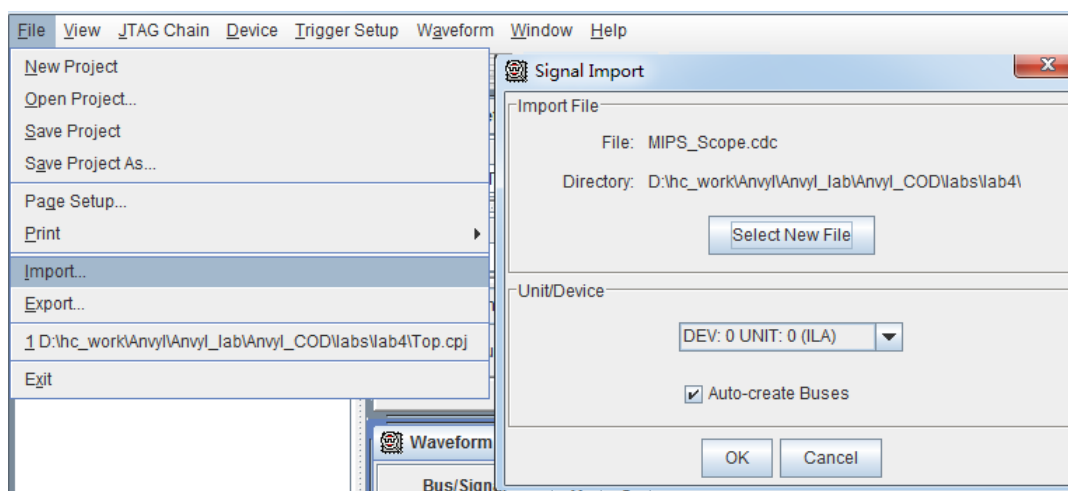 File View JTAG Chain Device Trigger Setup Waveform Window Help
New Project
Open Project...
Save Project
Save Project As...
Page Setup...
Print
Import...
Export...
1 D:\hc_work\Anvyl\Anvyl_lab\Anvyl_COD\labs\lab4\Top.cpj
Exit
Signal Import
Import File
File: MIPS_Scope.cdc
Directory: D:\hc_work\Anvyl\Anvyl_lab\Anvyl_COD\labs\lab4\
Select New File
Unit/Device
DEV: 0 UNIT: 0 (ILA)
Auto-create Buses
OK Cancel
Waveform
Bus/Signal